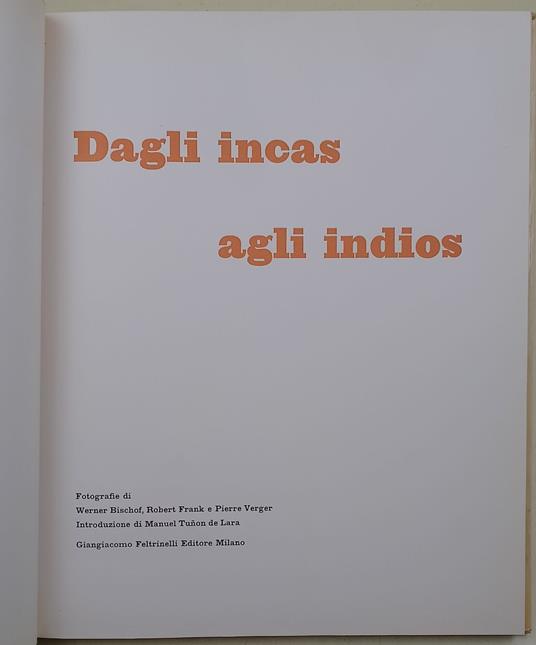 Dagli incas
agli indios
Fotografie di
Werner Bischof, Robert Frank e Pierre Verger
Introduzione di Manuel Tuñon de Lara
Giangiacomo Feltrinelli Editore Milano